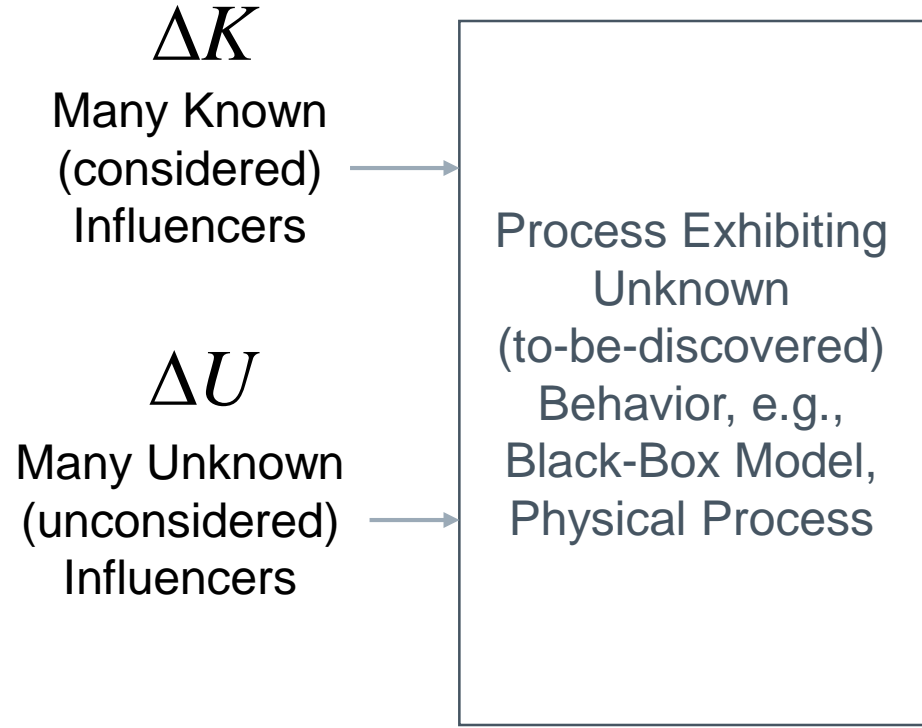 ΔK
Many Known
(considered)
Influencers
ΔU
Many Unknown
(unconsidered)
Influencers
Process Exhibiting
Unknown
(to-be-discovered)
Behavior, e.g.,
Black-Box Model,
Physical Process